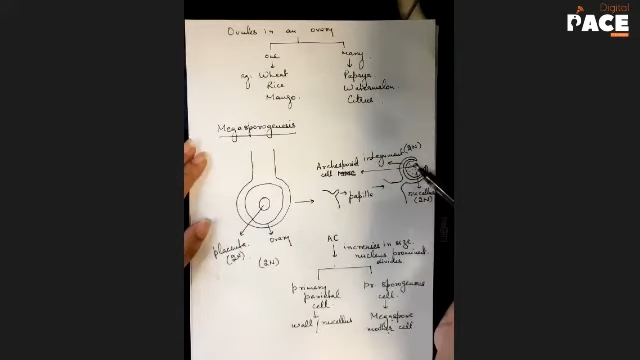 Digital
PACE
Ovules in an ovary
one many
eg. Wheat Papaya
Rice Watermelon
Mango. Citrus
Megasporogenesis
Archesporial integument (2N)
cell
papilla
nucellus
(2N)
placenta ovary
(2N) (2N)
AC
increases in size.
nucleus prominent
divides
primary pr sporogenous
parietal cell.
cell Megaspore
wall/nucellus mother cell